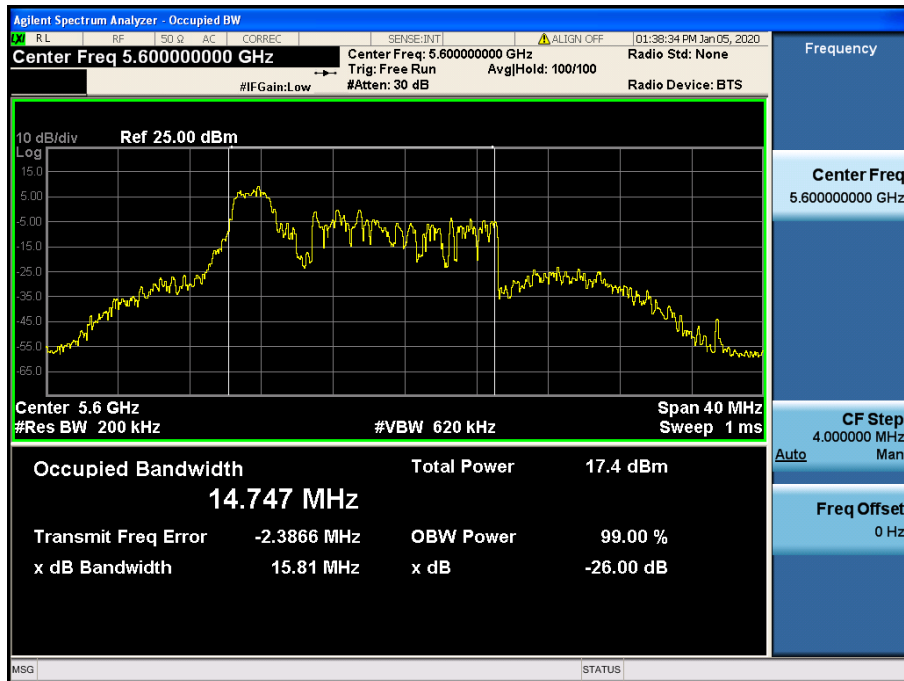 Agilent Spectrum Analyzer - Occupied BW
LXI RL RF 50 Ω AC CORREC SENSE:INT ALIGN OFF 01:38:34 PM Jan 05, 2020
Center Freq 5.600000000 GHz
Center Freq: 5.600000000 GHz Radio Std: None
Trig: Free Run Avg|Hold: 100/100
#IFGain:Low #Atten: 30 dB Radio Device: BTS
10 dB/div Ref 25.00 dBm
Log
15.0
5.00
-5.00
-15.0
-25.0
-35.0
-45.0
-55.0
-65.0
Center 5.6 GHz Span 40 MHz
#Res BW 200 kHz #VBW 620 kHz Sweep 1 ms
Occupied Bandwidth Total Power 17.4 dBm
14.747 MHz
Transmit Freq Error -2.3866 MHz OBW Power 99.00 %
x dB Bandwidth 15.81 MHz x dB -26.00 dB
MSG STATUS
Frequency
Center Freq
5.600000000 GHz
CF Step
4.000000 MHz
Auto Man
Freq Offset
0 Hz